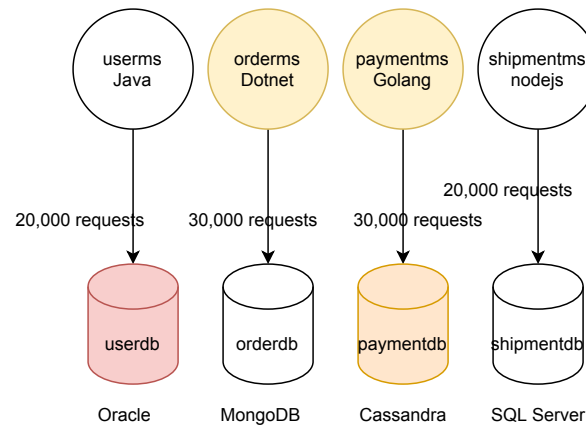 userms
Java
orderms
Dotnet
paymentms
Golang
shipmentms
nodejs
20,000 requests
30,000 requests
30,000 requests
20,000 requests
userdb
orderdb
paymentdb
shipmentdb
Oracle
MongoDB
Cassandra
SQL Server